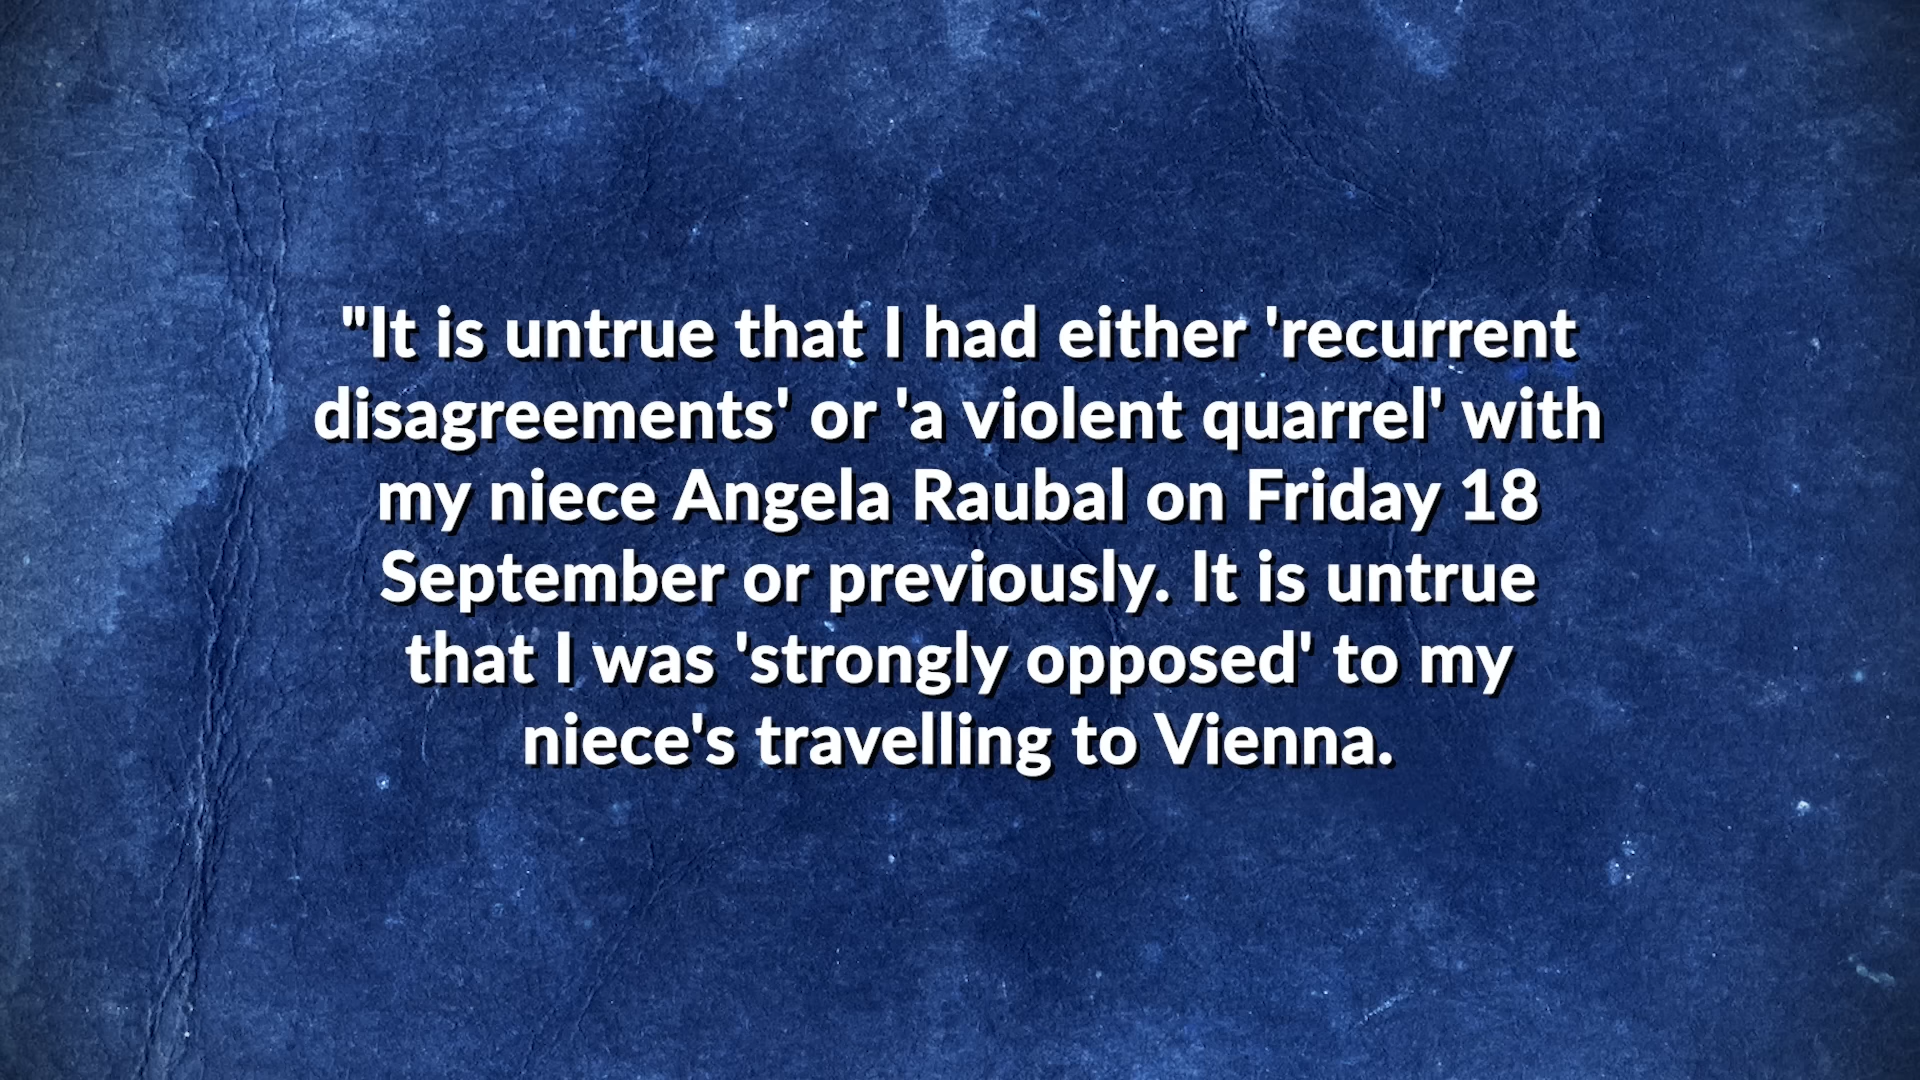 "It is untrue that I had either 'recurrent
disagreements' or 'a violent quarrel' with
my niece Angela Raubal on Friday 18
September or previously. It is untrue
that I was 'strongly opposed' to my
niece's travelling to Vienna.